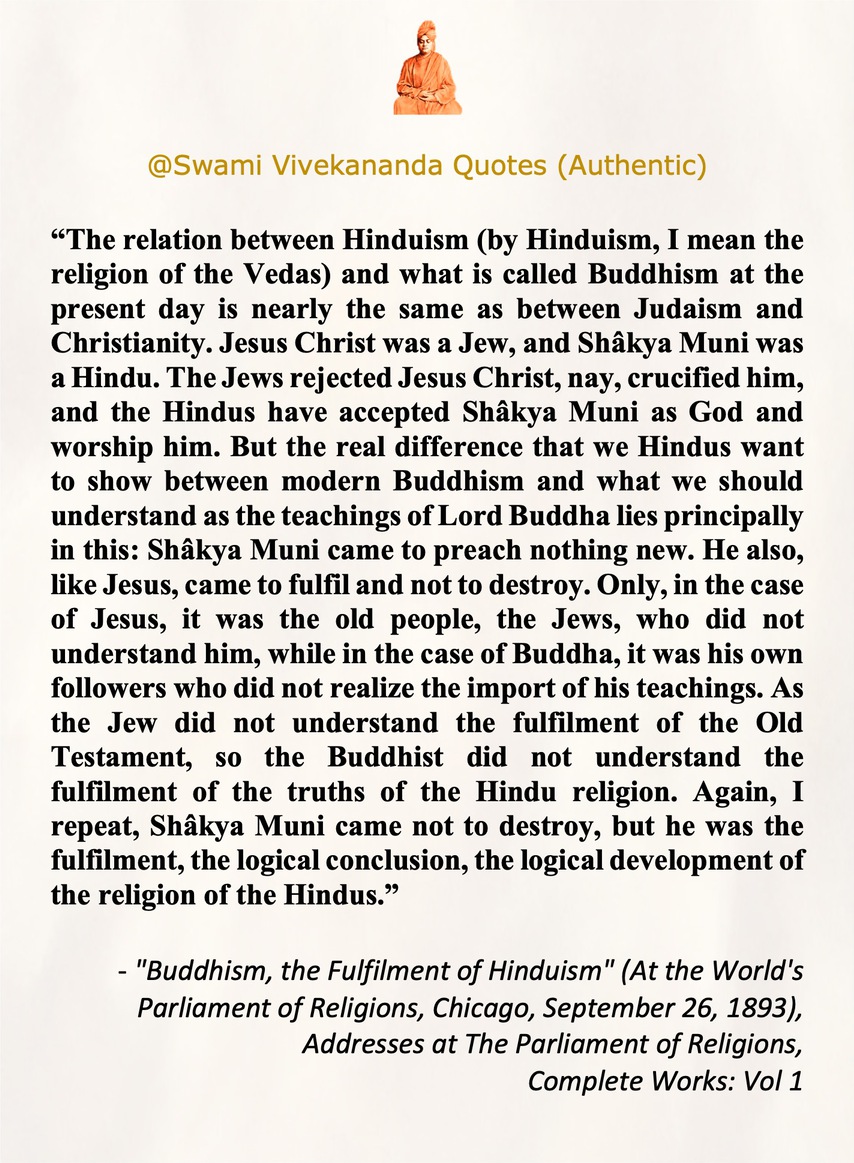 @Swami Vivekananda Quotes (Authentic)
“The relation between Hinduism (by Hinduism, I mean the
religion of the Vedas) and what is called Buddhism at the
present day is nearly the same as between Judaism and
Christianity. Jesus Christ was a Jew, and Shâkya Muni was
a Hindu. The Jews rejected Jesus Christ, nay, crucified him,
and the Hindus have accepted Shâkya Muni as God and
worship him. But the real difference that we Hindus want
to show between modern Buddhism and what we should
understand as the teachings of Lord Buddha lies principally
in this: Shâkya Muni came to preach nothing new. He also,
like Jesus, came to fulfil and not to destroy. Only, in the case
of Jesus, it was the old people, the Jews, who did not
understand him, while in the case of Buddha, it was his own
followers who did not realize the import of his teachings. As
the Jew did not understand the fulfilment of the Old
Testament, so the Buddhist did not understand the
fulfilment of the truths of the Hindu religion. Again, I
repeat, Shâkya Muni came not to destroy, but he was the
fulfilment, the logical conclusion, the logical development of
the religion of the Hindus.”
- "Buddhism, the Fulfilment of Hinduism" (At the World's
Parliament of Religions, Chicago, September 26, 1893),
Addresses at The Parliament of Religions,
Complete Works: Vol 1